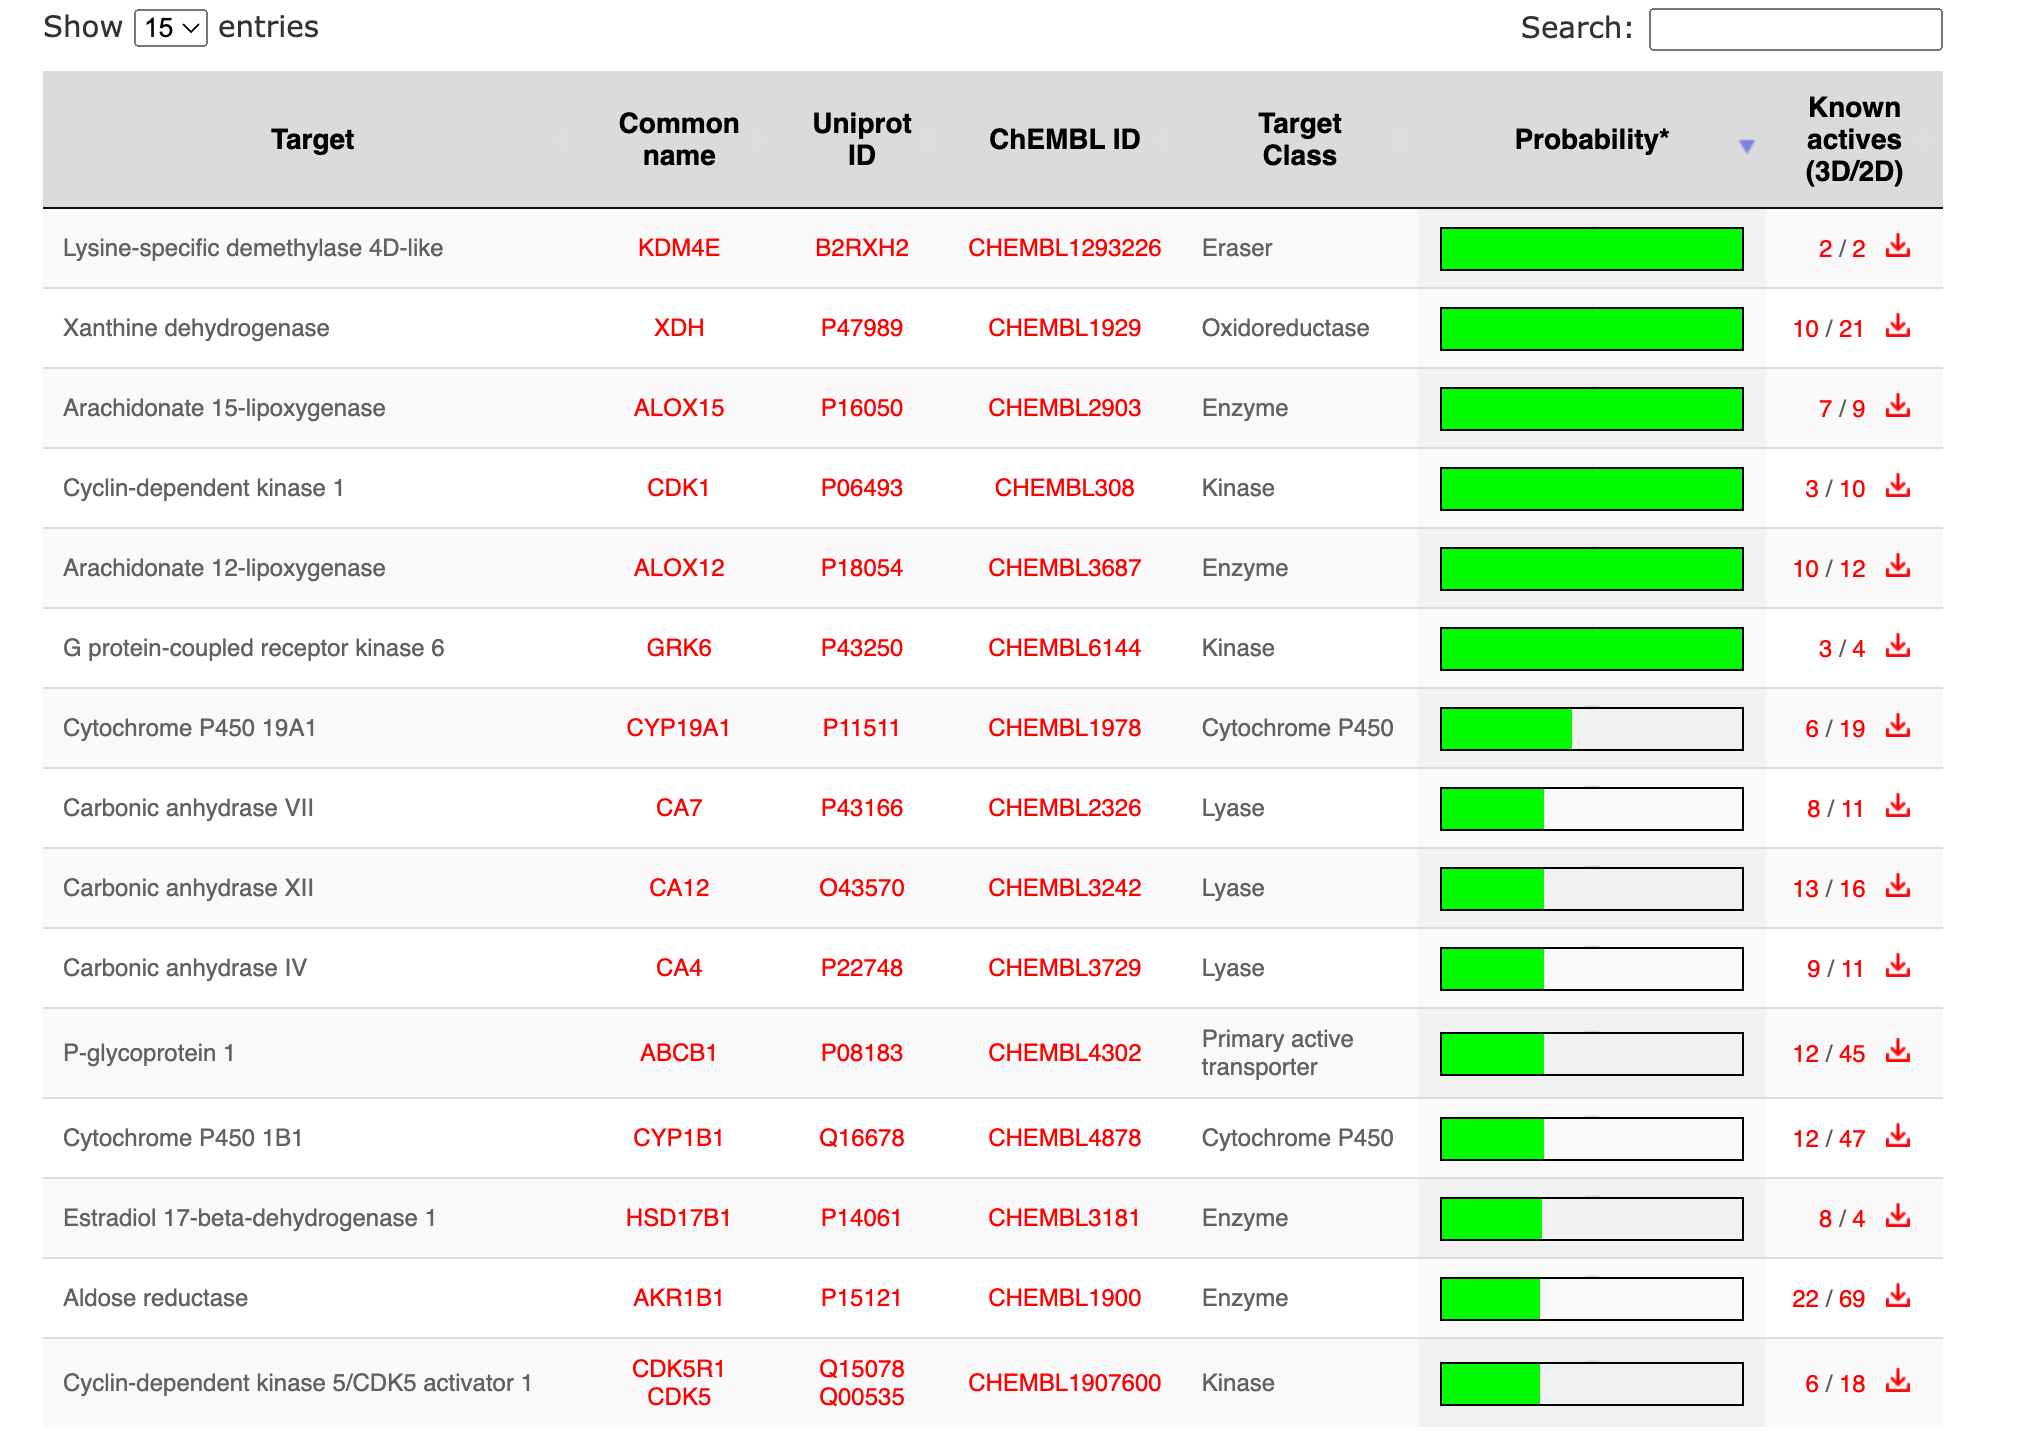 Show 15 entries Search:
Target Common name Uniprot ID ChEMBL ID Target Class Probability* Known actives (3D/2D)
Lysine-specific demethylase 4D-like KDM4E B2RXH2 CHEMBL1293226 Eraser 2 / 2
Xanthine dehydrogenase XDH P47989 CHEMBL1929 Oxidoreductase 10 / 21
Arachidonate 15-lipoxygenase ALOX15 P16050 CHEMBL2903 Enzyme 7 / 9
Cyclin-dependent kinase 1 CDK1 P06493 CHEMBL308 Kinase 3 / 10
Arachidonate 12-lipoxygenase ALOX12 P18054 CHEMBL3687 Enzyme 10 / 12
G protein-coupled receptor kinase 6 GRK6 P43250 CHEMBL6144 Kinase 3 / 4
Cytochrome P450 19A1 CYP19A1 P11511 CHEMBL1978 Cytochrome P450 6 / 19
Carbonic anhydrase VII CA7 P43166 CHEMBL2326 Lyase 8 / 11
Carbonic anhydrase XII CA12 O43570 CHEMBL3242 Lyase 13 / 16
Carbonic anhydrase IV CA4 P22748 CHEMBL3729 Lyase 9 / 11
P-glycoprotein 1 ABCB1 P08183 CHEMBL4302 Primary active transporter 12 / 45
Cytochrome P450 1B1 CYP1B1 Q16678 CHEMBL4878 Cytochrome P450 12 / 47
Estradiol 17-beta-dehydrogenase 1 HSD17B1 P14061 CHEMBL3181 Enzyme 8 / 4
Aldose reductase AKR1B1 P15121 CHEMBL1900 Enzyme 22 / 69
Cyclin-dependent kinase 5/CDK5 activator 1 CDK5R1 CDK5 Q15078 Q00535 CHEMBL1907600 Kinase 6 / 18